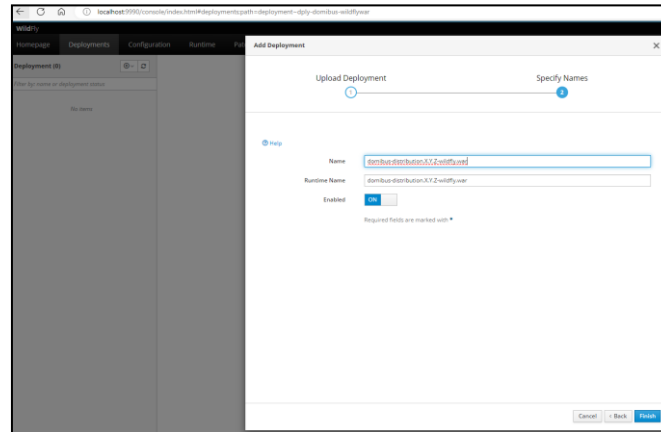 localhost:9990/console/index.html#deployments;path=deployment~dply-domibus-wildflywar
WildFly
Homepage Deployments Configuration Runtime Pat
Add Deployment
Deployment (0)
Filter by: name or deployment status
No items
Upload Deployment
Specify Names
1
2
Help
Name domibus-distribution.X.Y.Z-wildfly.war
Runtime Name domibus-distribution.X.Y.Z-wildfly.war
Enabled ON
Required fields are marked with *
Cancel < Back Finish